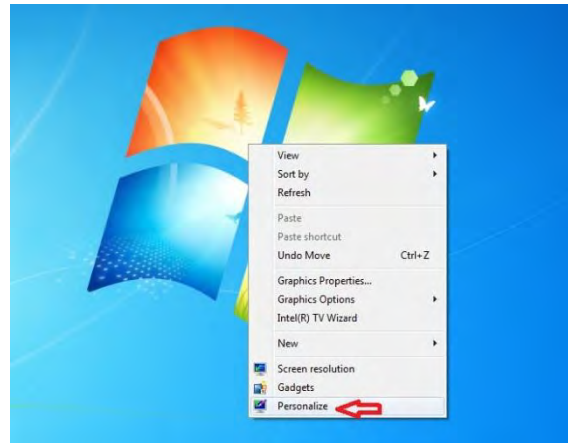 View
Sort by
Refresh
Paste
Paste shortcut
Undo Move Ctrl+Z
Graphics Properties...
Graphics Options
Intel(R) TV Wizard
New
Screen resolution
Gadgets
Personalize